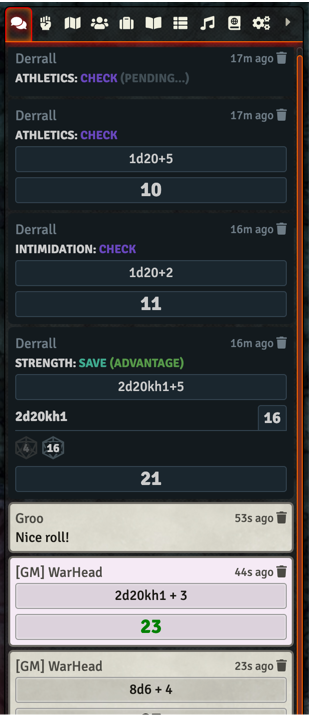 Derrall 17m ago
ATHLETICS: CHECK (PENDING...)
Derrall 17m ago
ATHLETICS: CHECK
1d20+5
10
Derrall 16m ago
INTIMIDATION: CHECK
1d20+2
11
Derrall 16m ago
STRENGTH: SAVE (ADVANTAGE)
2d20kh1+5
2d20kh1 16
4 16
21
Groo 53s ago
Nice roll!
[GM] WarHead 44s ago
2d20kh1 + 3
23
[GM] WarHead 23s ago
8d6 + 4